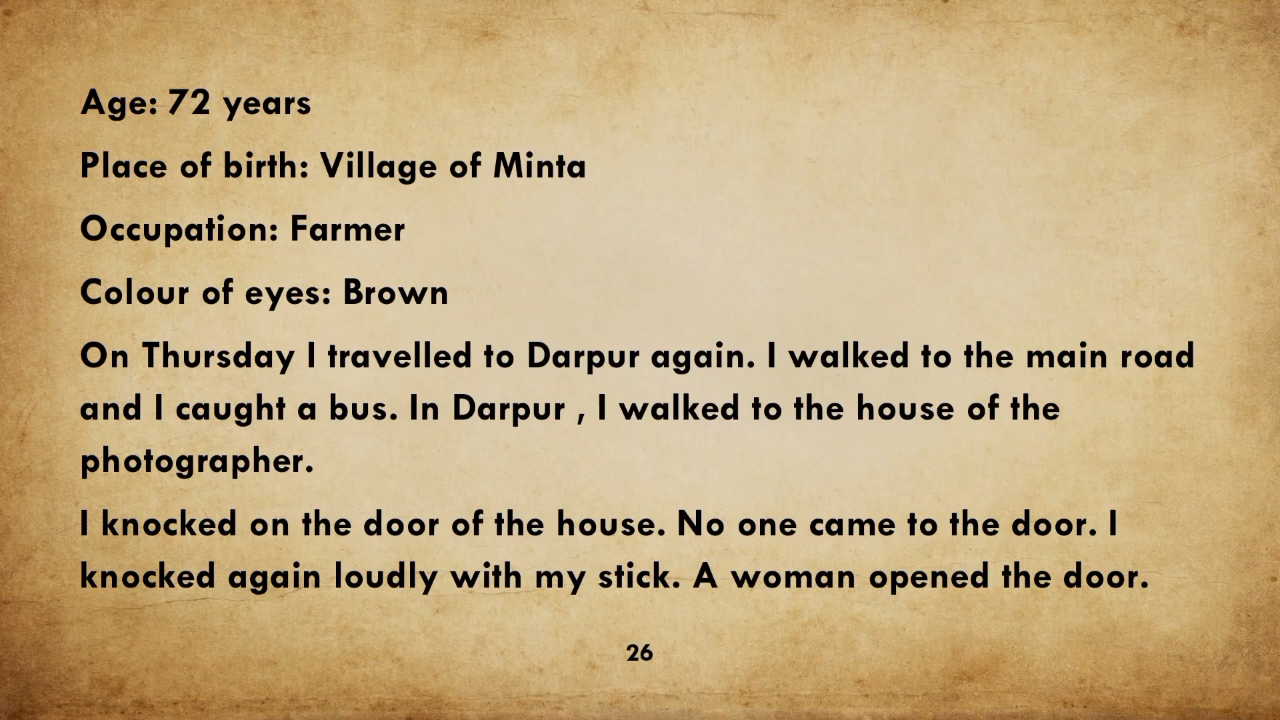 Age: 72 years
Place of birth: Village of Minta
Occupation: Farmer
Colour of eyes: Brown
On Thursday I travelled to Darpur again. I walked to the main road
and I caught a bus. In Darpur , I walked to the house of the
photographer.
I knocked on the door of the house. No one came to the door. I
knocked again loudly with my stick. A woman opened the door.
26